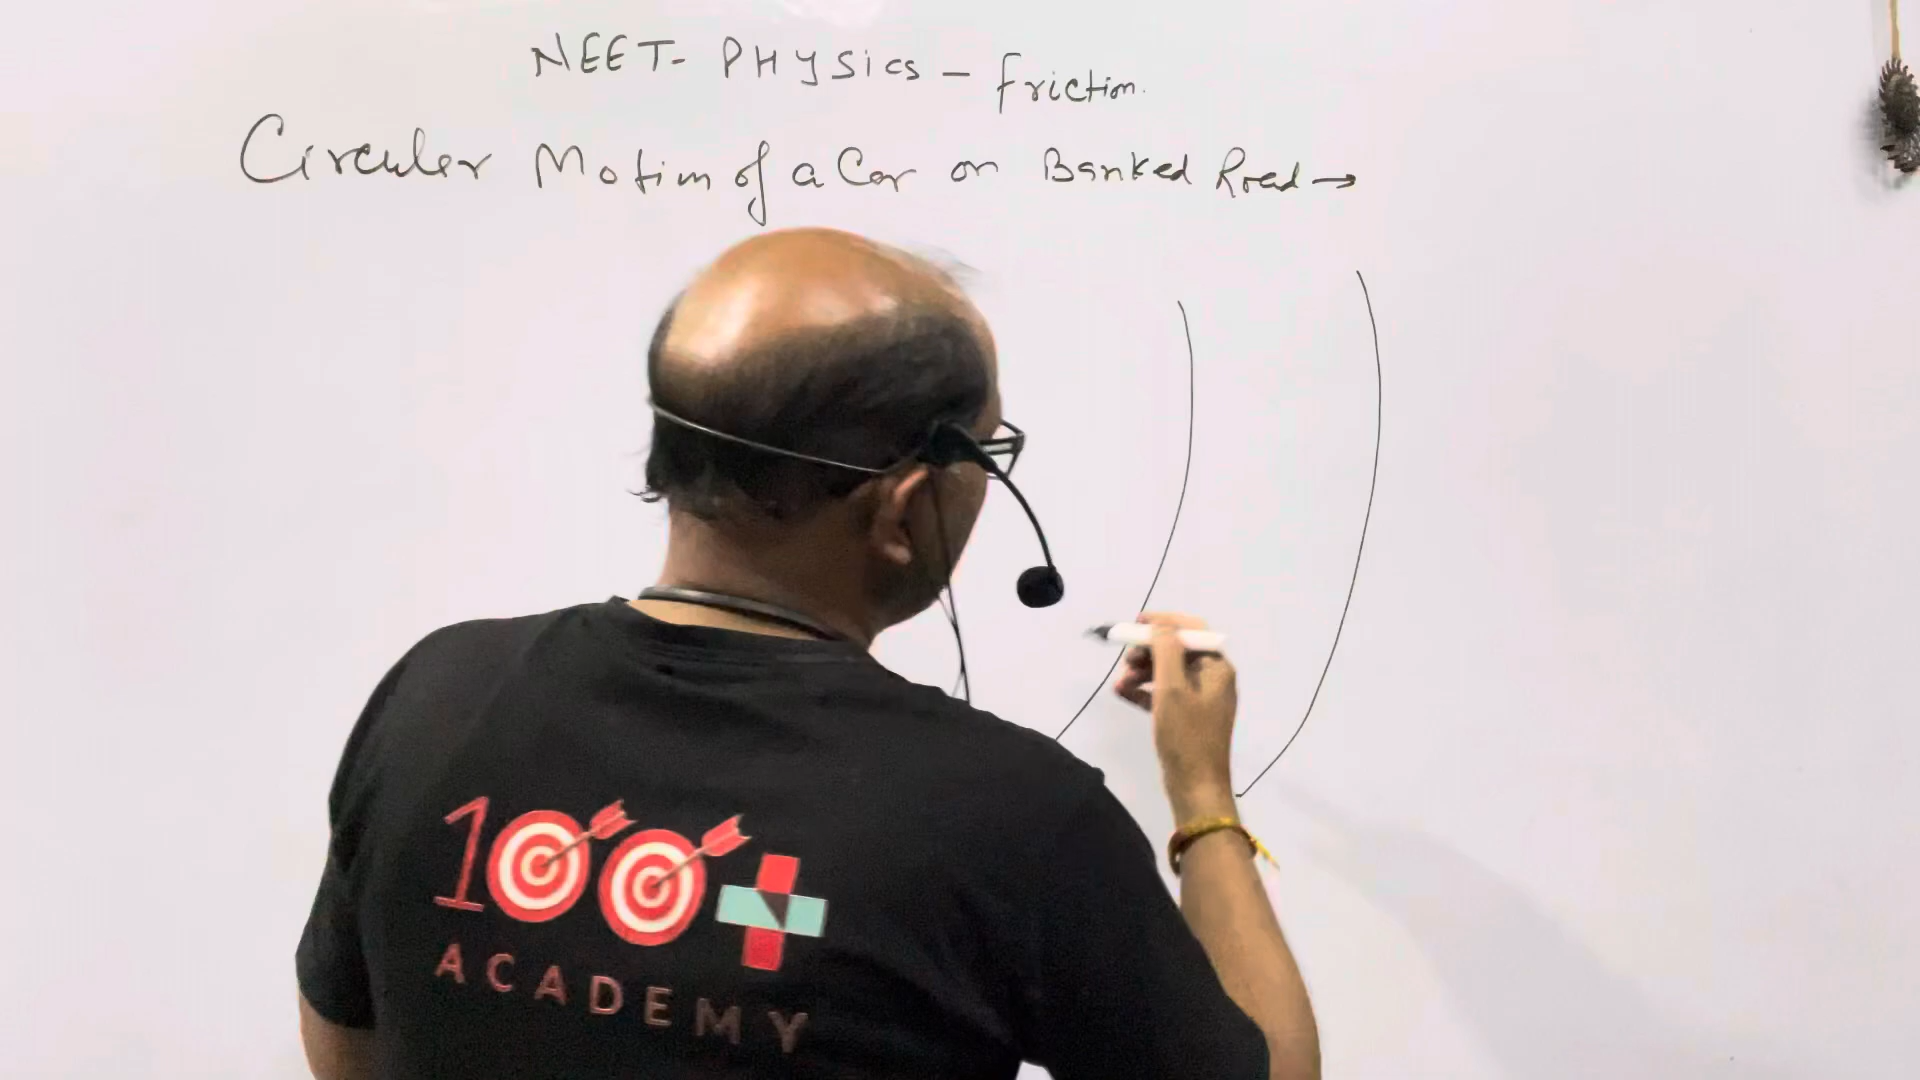 NEET- PHYSICS - Friction.
Circular Motion of a Car on Banked Road →
100+
ACADEMY